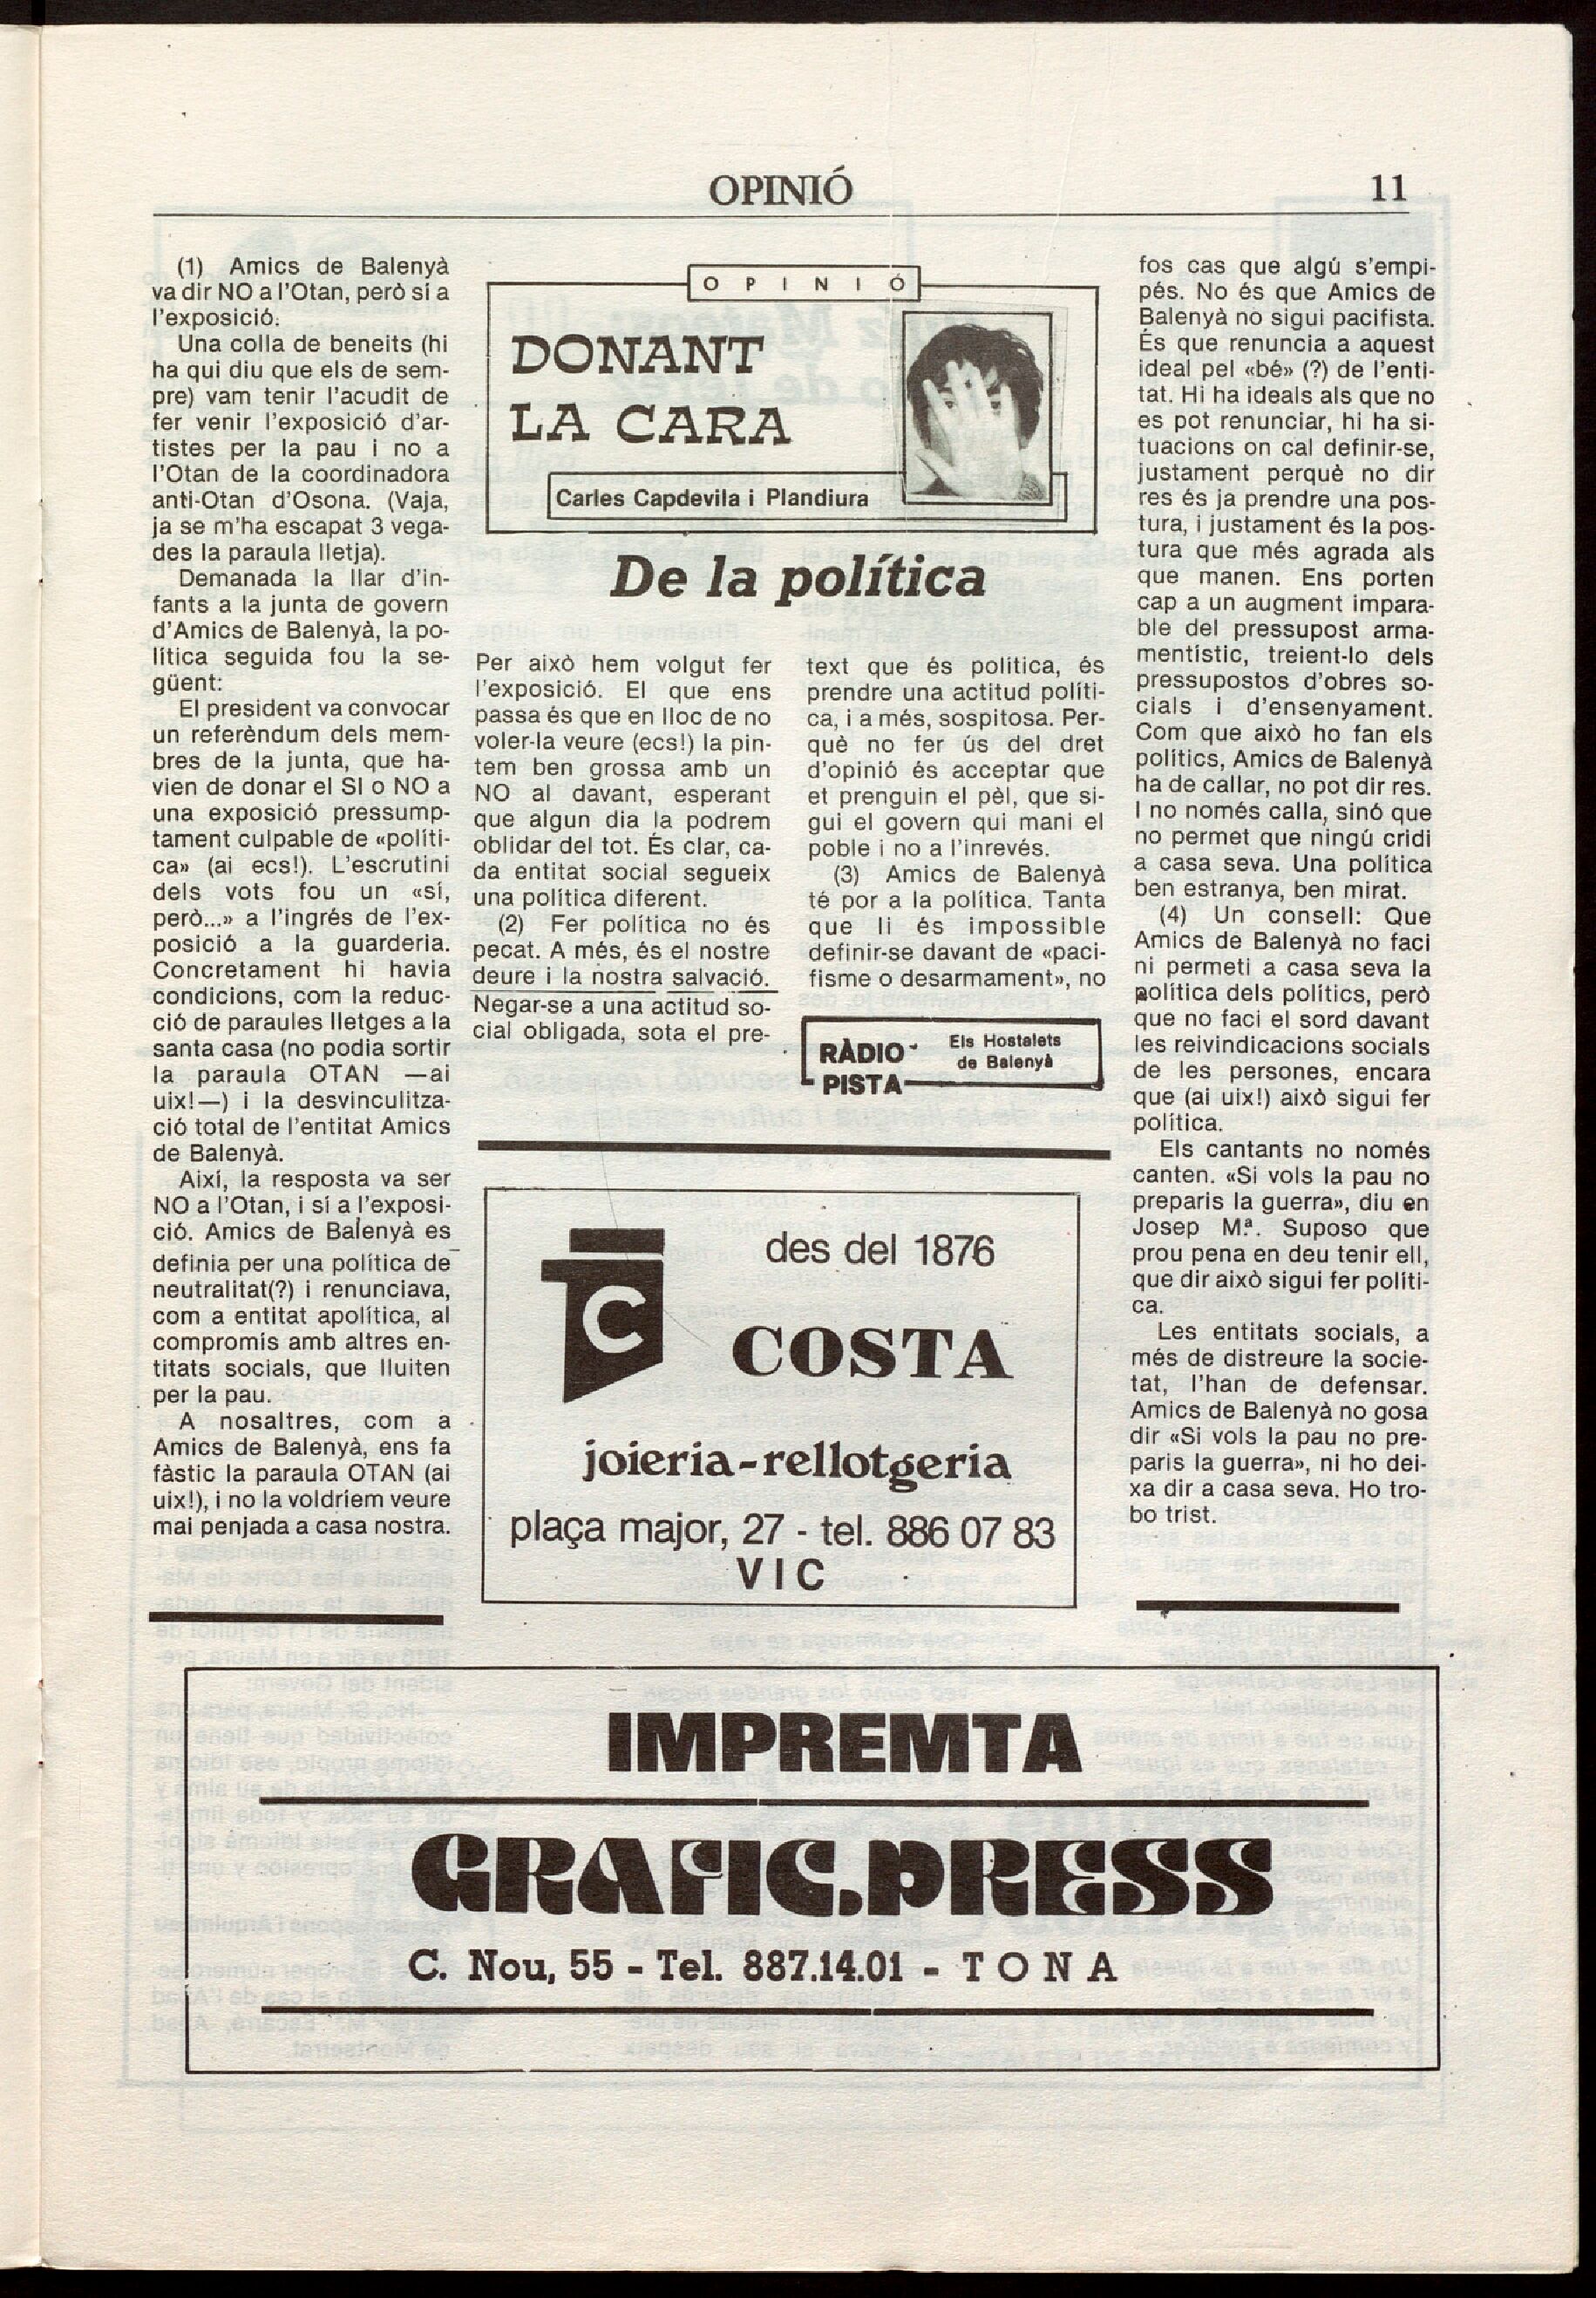 OPINIÓ
11
(1) Amics de Balenyà
va dir NO a l'Otan, però sí a
l'exposició.
Una colla de beneits (hi
ha qui diu que els de sem-
pre) vam tenir l'acudit de
fer venir l'exposició d'ar-
tistes per la pau i no a
l'Otan de la coordinadora
anti-Otan d'Osona. (Vaja,
ja se m'ha escapat 3 vega-
des la paraula lletja).
Demanada la llar d'in-
fants a la junta de govern
d'Amics de Balenyà, la po-
lítica seguida fou la se-
güent:
El president va convocar
un referèndum dels mem-
bres de la junta, que ha-
vien de donar el SI o NO a
una exposició pressump-
tament culpable de «políti-
ca» (ai ecs!). L'escrutini
dels vots fou un «sí,
però...» a l'ingrés de l'ex-
posició a la guarderia.
Concretament hi havia
condicions, com la reduc-
ció de paraules lletges a la
santa casa (no podia sortir
la paraula OTAN —ai
uix!—) i la desvinculitza-
ció total de l'entitat Amics
de Balenyà.
Així, la resposta va ser
NO a l'Otan, i sí a l'exposi-
ció. Amics de Balenyà es
definia per una política de
neutralitat(?) i renunciava,
com a entitat apolítica, al
compromís amb altres en-
titats socials, que lluiten
per la pau.
A nosaltres, com a
Amics de Balenyà, ens fa
fàstic la paraula OTAN (ai
uix!), i no la voldríem veure
mai penjada a casa nostra.
OPINIÓ
DONANT
LA CARA
Carles Capdevila i Plandiura
De la política
Per això hem volgut fer
l'exposició. El que ens
passa és que en lloc de no
voler-la veure (ecs!) la pin-
tem ben grossa amb un
NO al davant, esperant
que algun dia la podrem
oblidar del tot. És clar, ca-
da entitat social segueix
una política diferent.
(2) Fer política no és
pecat. A més, és el nostre
deure i la nostra salvació.
Negar-se a una actitud so-
cial obligada, sota el pre-
text que és política, és
prendre una actitud políti-
ca, i a més, sospitosa. Per-
què no fer ús del dret
d'opinió és acceptar que
et prenguin el pèl, que si-
gui el govern qui mani el
poble i no a l'inrevés.
(3) Amics de Balenyà
té por a la política. Tanta
que li és impossible
definir-se davant de «paci-
fisme o desarmament», no
fos cas que algú s'empi-
pés. No és que Amics de
Balenyà no sigui pacifista.
És que renuncia a aquest
ideal pel «bé» (?) de l'enti-
tat. Hi ha ideals als que no
es pot renunciar, hi ha si-
tuacions on cal definir-se,
justament perquè no dir
res és ja prendre una pos-
tura, i justament és la pos-
tura que més agrada als
que manen. Ens porten
cap a un augment impara-
ble del pressupost arma-
mentístic, treient-lo dels
pressupostos d'obres so-
cials i d'ensenyament.
Com que això ho fan els
polítics, Amics de Balenyà
ha de callar, no pot dir res.
I no només calla, sinó que
no permet que ningú cridi
a casa seva. Una política
ben estranya, ben mirat.
(4) Un consell: Que
Amics de Balenyà no faci
ni permeti a casa seva la
política dels polítics, però
que no faci el sord davant
les reivindicacions socials
de les persones, encara
que (ai uix!) això sigui fer
política.
Els cantants no només
canten. «Si vols la pau no
preparis la guerra», diu en
Josep Mª. Suposo que
prou pena en deu tenir ell,
que dir això sigui fer políti-
ca.
Les entitats socials, a
més de distreure la socie-
tat, l'han de defensar.
Amics de Balenyà no gosa
dir «Si vols la pau no pre-
paris la guerra», ni ho dei-
xa dir a casa seva. Ho tro-
bo trist.
RÀDIO
PISTA
Els Hostalets
de Balenyà
C
des del 1876
COSTA
joieria-rellotgeria
plaça major, 27 - tel. 886 07 83
VIC
IMPREMTA
GRAFIC.PRESS
C. Nou, 55 - Tel. 887.14.01 - TONA